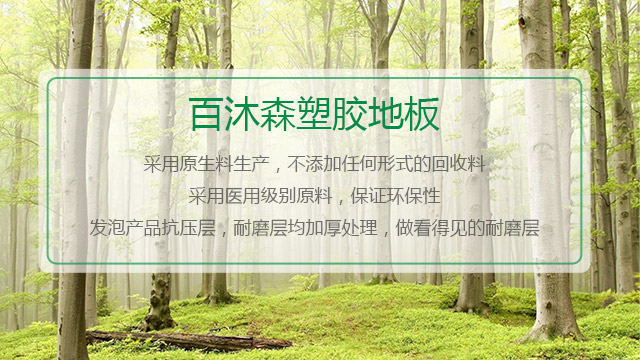 百沐森塑胶地板
采用原生料生产，不添加任何形式的回收料
采用医用级别原料，保证环保性
发泡产品抗压层，耐磨层均加厚处理，做看得见的耐磨层